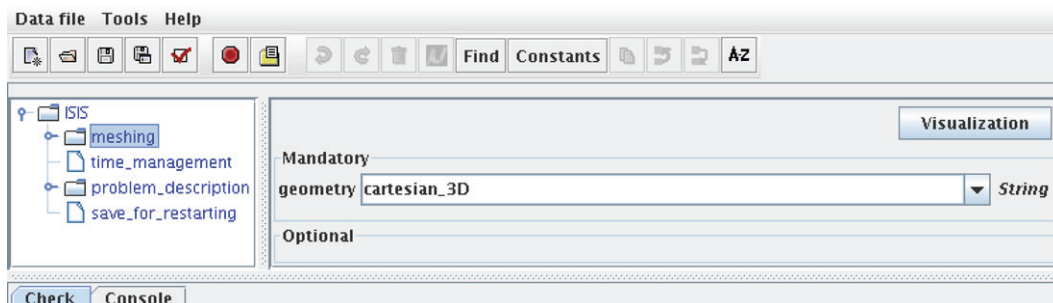 Data file Tools Help
Find Constants A-Z
ISIS
meshing
time_management
problem_description
save_for_restarting
Visualization
Mandatory
geometry cartesian_3D String
Optional
Check Console